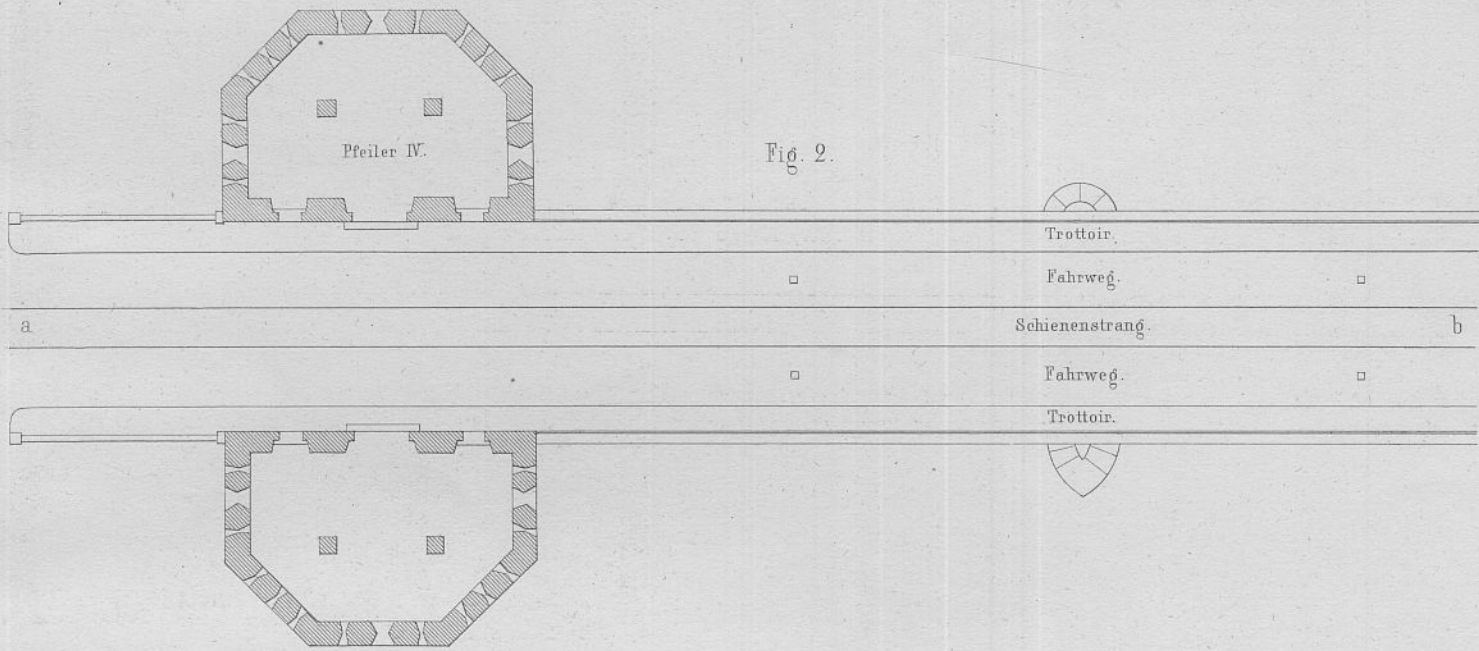 Pfeiler IV.
Fig. 2.
Trottoir.
Fahrweg.
a
Schienenstrang.
b
Fahrweg.
Trottoir.